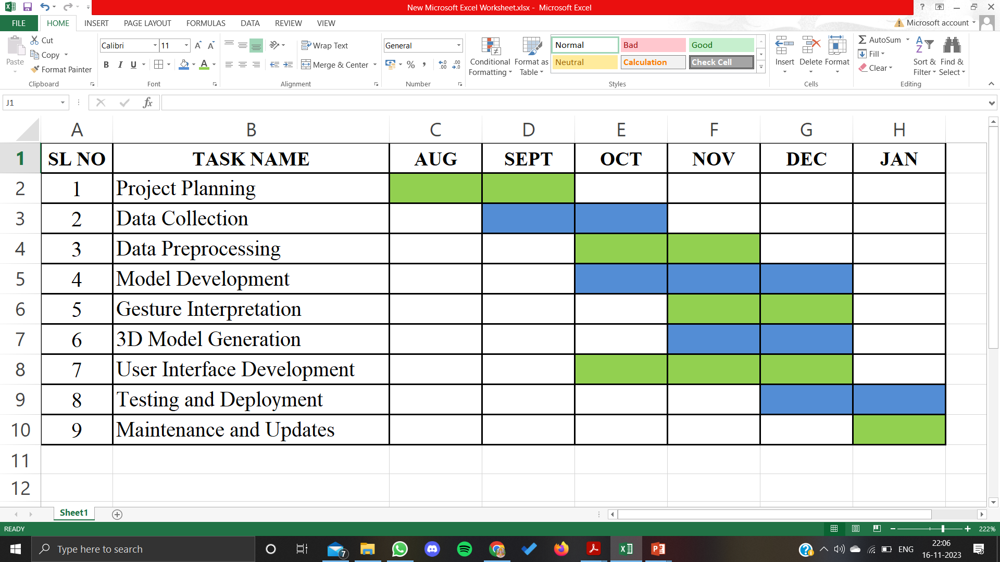 New Microsoft Excel Worksheet.xlsx - Microsoft Excel
FILE HOME INSERT PAGE LAYOUT FORMULAS DATA REVIEW VIEW Microsoft account
Paste Cut Copy Format Painter Clipboard
Calibri 11 B I U A Font
Wrap Text Merge & Center Alignment
General % , Number
Conditional Formatting Format as Table
Normal Bad Good
Neutral Calculation Check Cell
Styles
Insert Delete Format Cells
AutoSum Fill Clear Sort & Filter Find & Select Editing
J1 fx
A B C D E F G H
1 SL NO TASK NAME AUG SEPT OCT NOV DEC JAN
2 1 Project Planning
3 2 Data Collection
4 3 Data Preprocessing
5 4 Model Development
6 5 Gesture Interpretation
7 6 3D Model Generation
8 7 User Interface Development
9 8 Testing and Deployment
10 9 Maintenance and Updates
11
12
Sheet1
READY 222%
Type here to search 7 ENG 22:06
16-11-2023